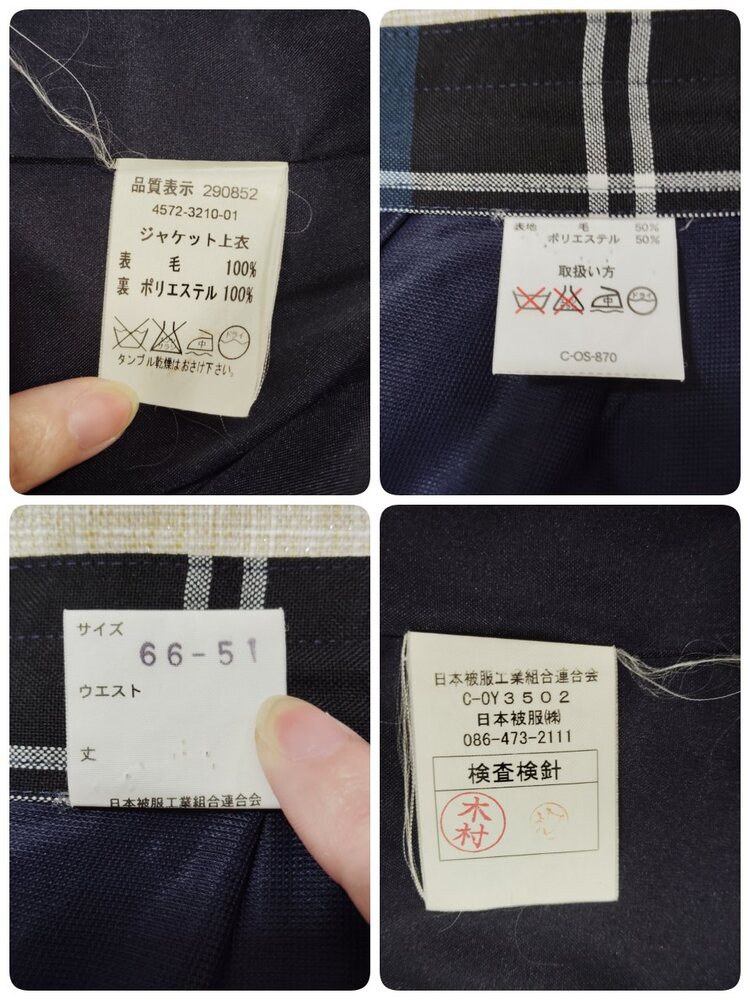 品質表示 290852
4572-3210-01
ジャケット上衣
表 毛 100%
裏 ポリエステル 100%
中
ドライ
タンブル乾燥はおさけ下さい。
表地 毛 50%
ポリエステル 50%
取扱い方
中
ドライ
C-OS-870
サイズ
66-51
ウエスト
丈
日本被服工業組合連合会
日本被服工業組合連合会
C-OY3502
日本被服㈱
086-473-2111
検査検針
木村